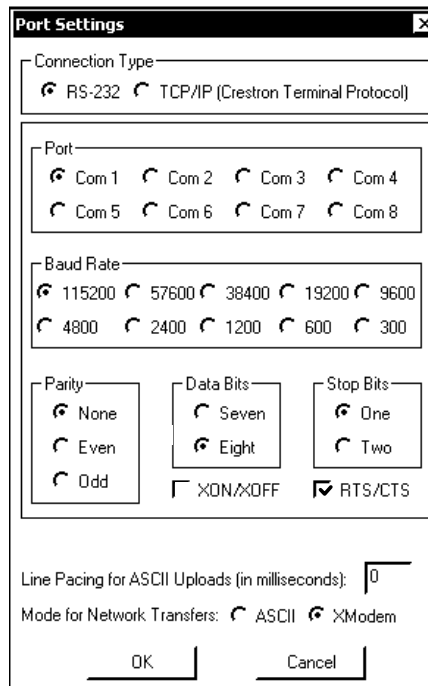 Port Settings
Connection Type
RS-232 TCP/IP (Crestron Terminal Protocol)
Port
Com 1 Com 2 Com 3 Com 4
Com 5 Com 6 Com 7 Com 8
Baud Rate
115200 57600 38400 19200 9600
4800 2400 1200 600 300
Parity
None
Even
Odd
Data Bits
Seven
Eight
Stop Bits
One
Two
XON/XOFF RTS/CTS
Line Pacing for ASCII Uploads (in milliseconds): 0
Mode for Network Transfers: ASCII XModem
OK Cancel